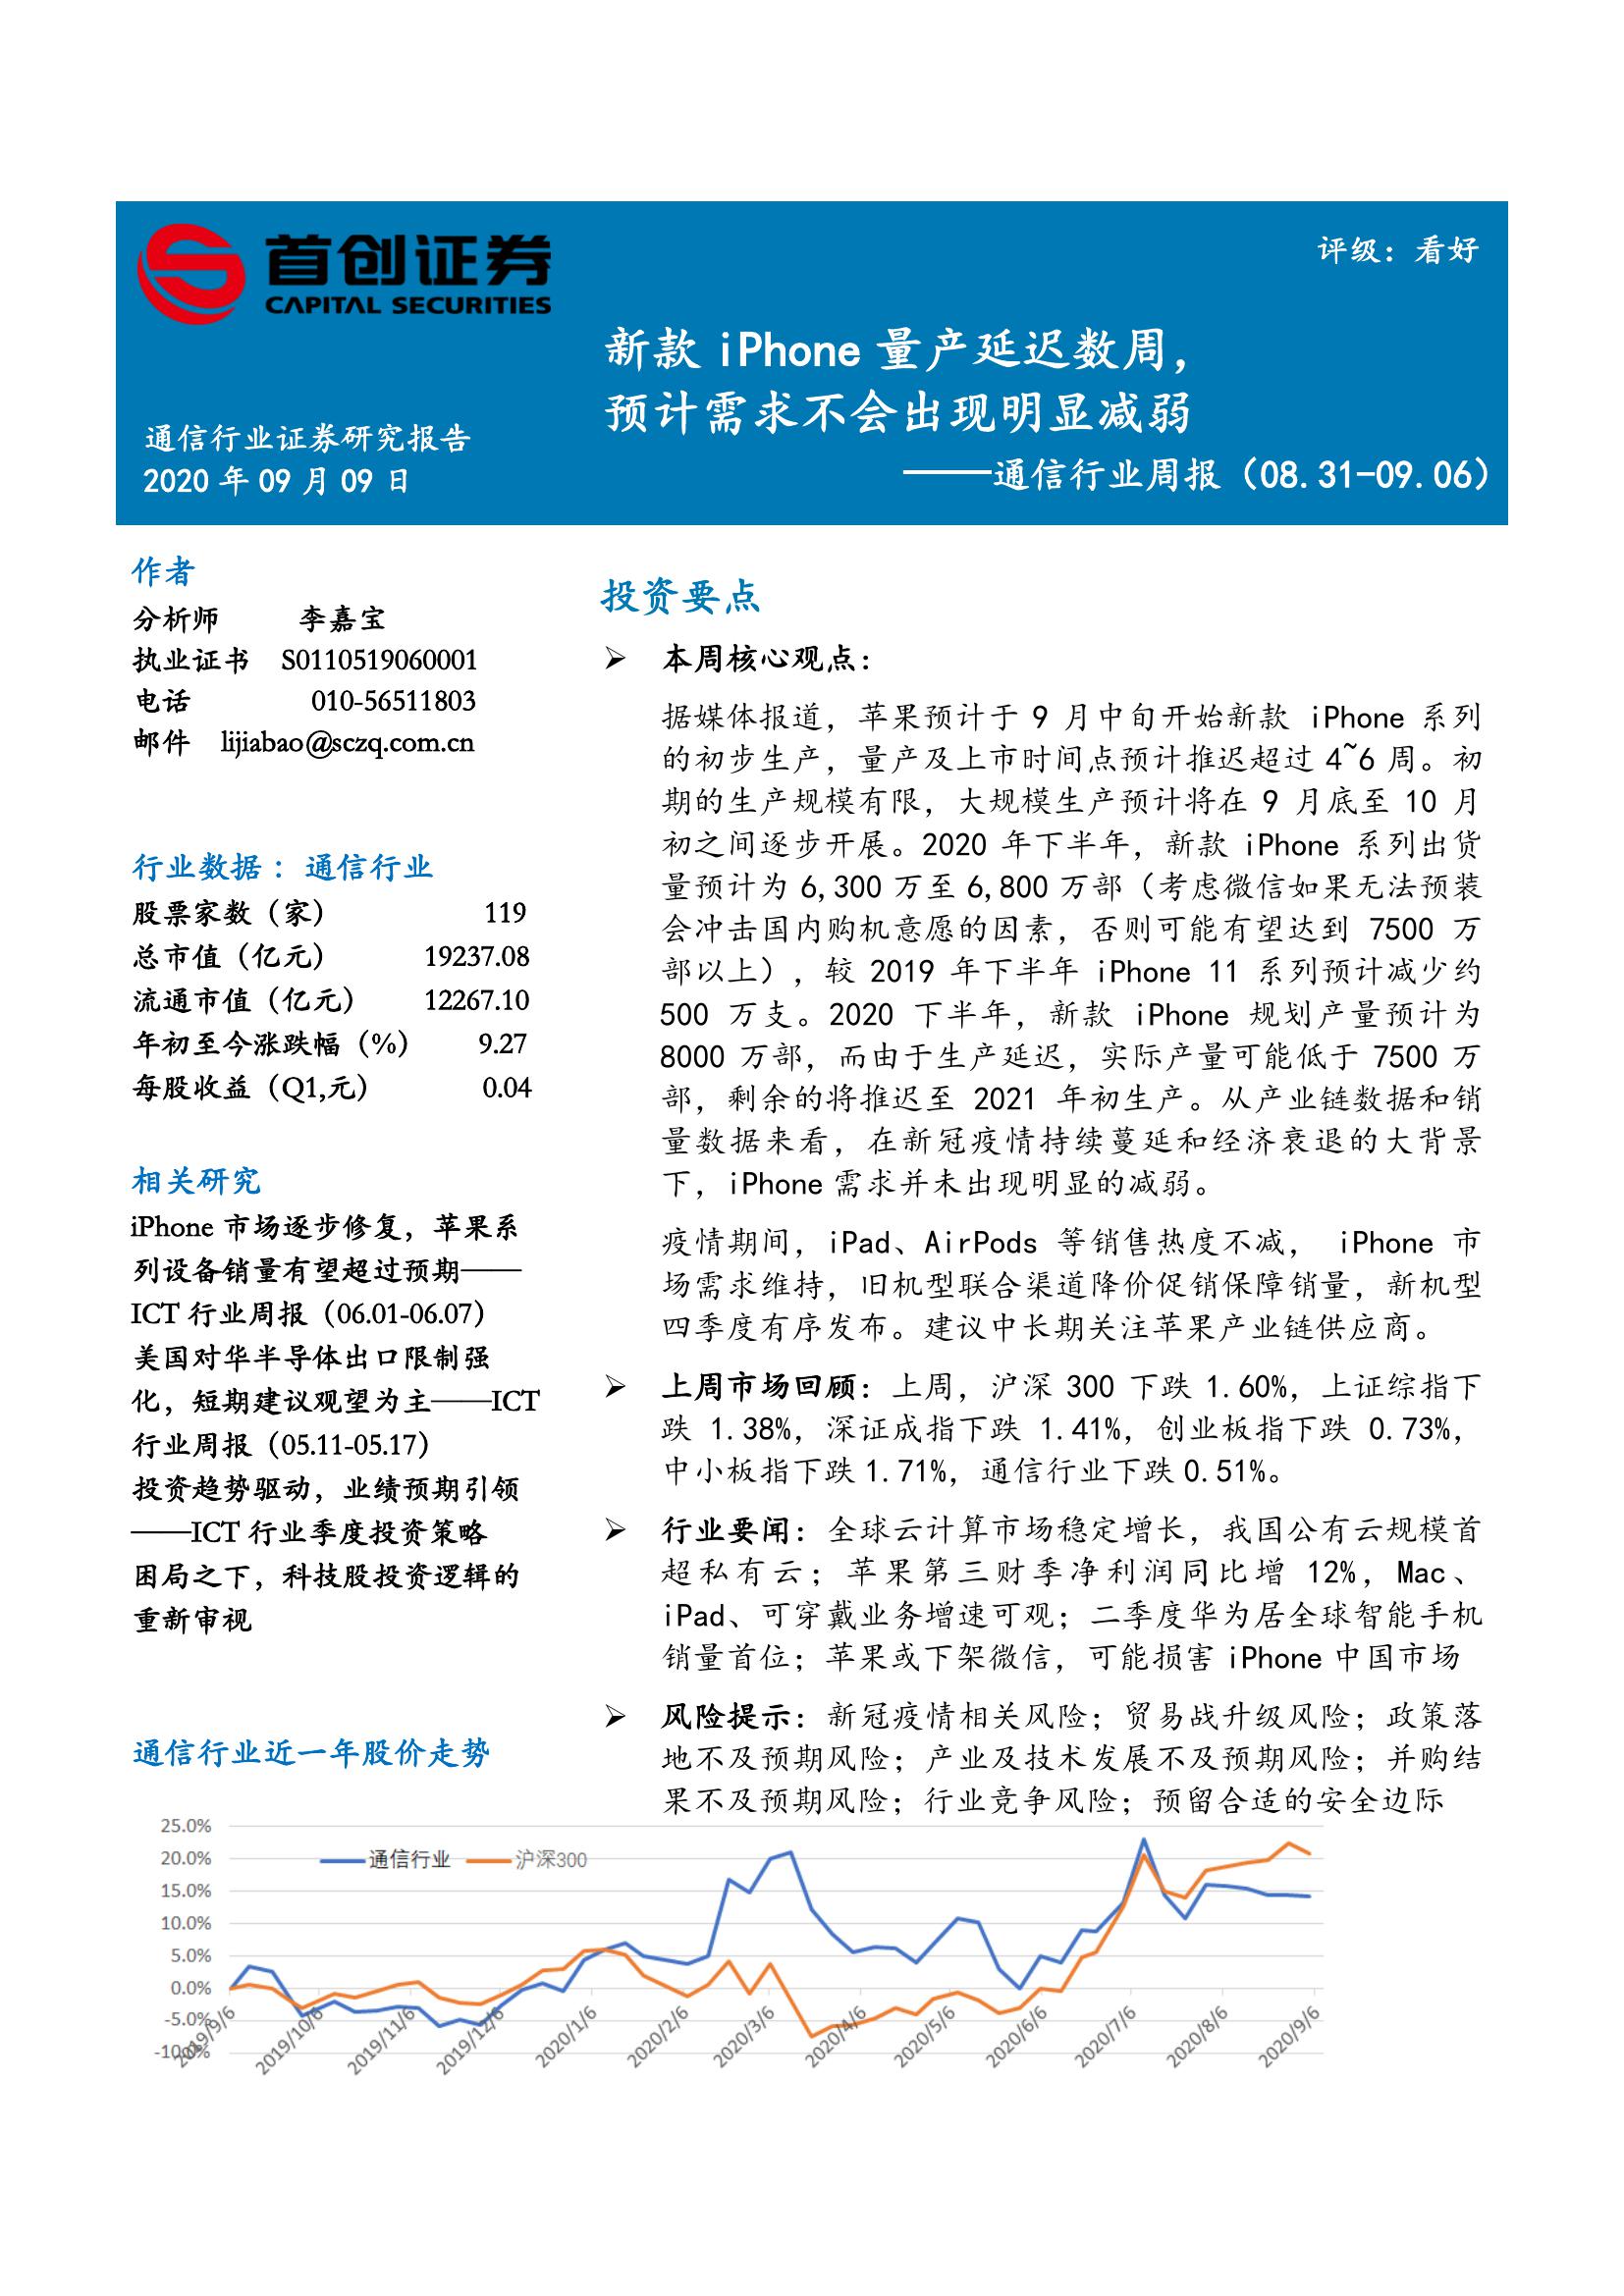 首创证券
CAPITAL SECURITIES
评级：看好
新款 iPhone 量产延迟数周，
预计需求不会出现明显减弱
——通信行业周报（08.31-09.06）
通信行业证券研究报告
2020 年 09 月 09 日
作者
分析师 李嘉宝
执业证书 S0110519060001
电话 010-56511803
邮件 lijiabao@sczq.com.cn
行业数据： 通信行业
股票家数（家） 119
总市值（亿元） 19237.08
流通市值（亿元） 12267.10
年初至今涨跌幅（%） 9.27
每股收益（Q1,元） 0.04
相关研究
iPhone 市场逐步修复，苹果系
列设备销量有望超过预期——
ICT 行业周报（06.01-06.07）
美国对华半导体出口限制强
化，短期建议观望为主——ICT
行业周报（05.11-05.17）
投资趋势驱动，业绩预期引领
——ICT 行业季度投资策略
困局之下，科技股投资逻辑的
重新审视
投资要点
➢ 本周核心观点：
据媒体报道，苹果预计于 9 月中旬开始新款 iPhone 系列
的初步生产，量产及上市时间点预计推迟超过 4~6 周。初
期的生产规模有限，大规模生产预计将在 9 月底至 10 月
初之间逐步开展。2020 年下半年，新款 iPhone 系列出货
量预计为 6,300 万至 6,800 万部（考虑微信如果无法预装
会冲击国内购机意愿的因素，否则可能有望达到 7500 万
部以上），较 2019 年下半年 iPhone 11 系列预计减少约
500 万支。2020 下半年，新款 iPhone 规划产量预计为
8000 万部，而由于生产延迟，实际产量可能低于 7500 万
部，剩余的将推迟至 2021 年初生产。从产业链数据和销
量数据来看，在新冠疫情持续蔓延和经济衰退的大背景
下，iPhone 需求并未出现明显的减弱。
疫情期间，iPad、AirPods 等销售热度不减， iPhone 市
场需求维持，旧机型联合渠道降价促销保障销量，新机型
四季度有序发布。建议中长期关注苹果产业链供应商。
➢ 上周市场回顾：上周，沪深 300 下跌 1.60%，上证综指下
跌 1.38%，深证成指下跌 1.41%，创业板指下跌 0.73%，
中小板指下跌 1.71%，通信行业下跌 0.51%。
➢ 行业要闻：全球云计算市场稳定增长，我国公有云规模首
超私有云；苹果第三财季净利润同比增 12%，Mac、
iPad、可穿戴业务增速可观；二季度华为居全球智能手机
销量首位；苹果或下架微信，可能损害 iPhone 中国市场
➢ 风险提示：新冠疫情相关风险；贸易战升级风险；政策落
地不及预期风险；产业及技术发展不及预期风险；并购结
果不及预期风险；行业竞争风险；预留合适的安全边际
通信行业近一年股价走势
25.0%
20.0%
15.0%
10.0%
5.0%
0.0%
-5.0%
-10.0%
通信行业 沪深300
2019/9/6 2019/10/6 2019/11/6 2019/12/6 2020/1/6 2020/2/6 2020/3/6 2020/4/6 2020/5/6 2020/6/6 2020/7/6 2020/8/6 2020/9/6